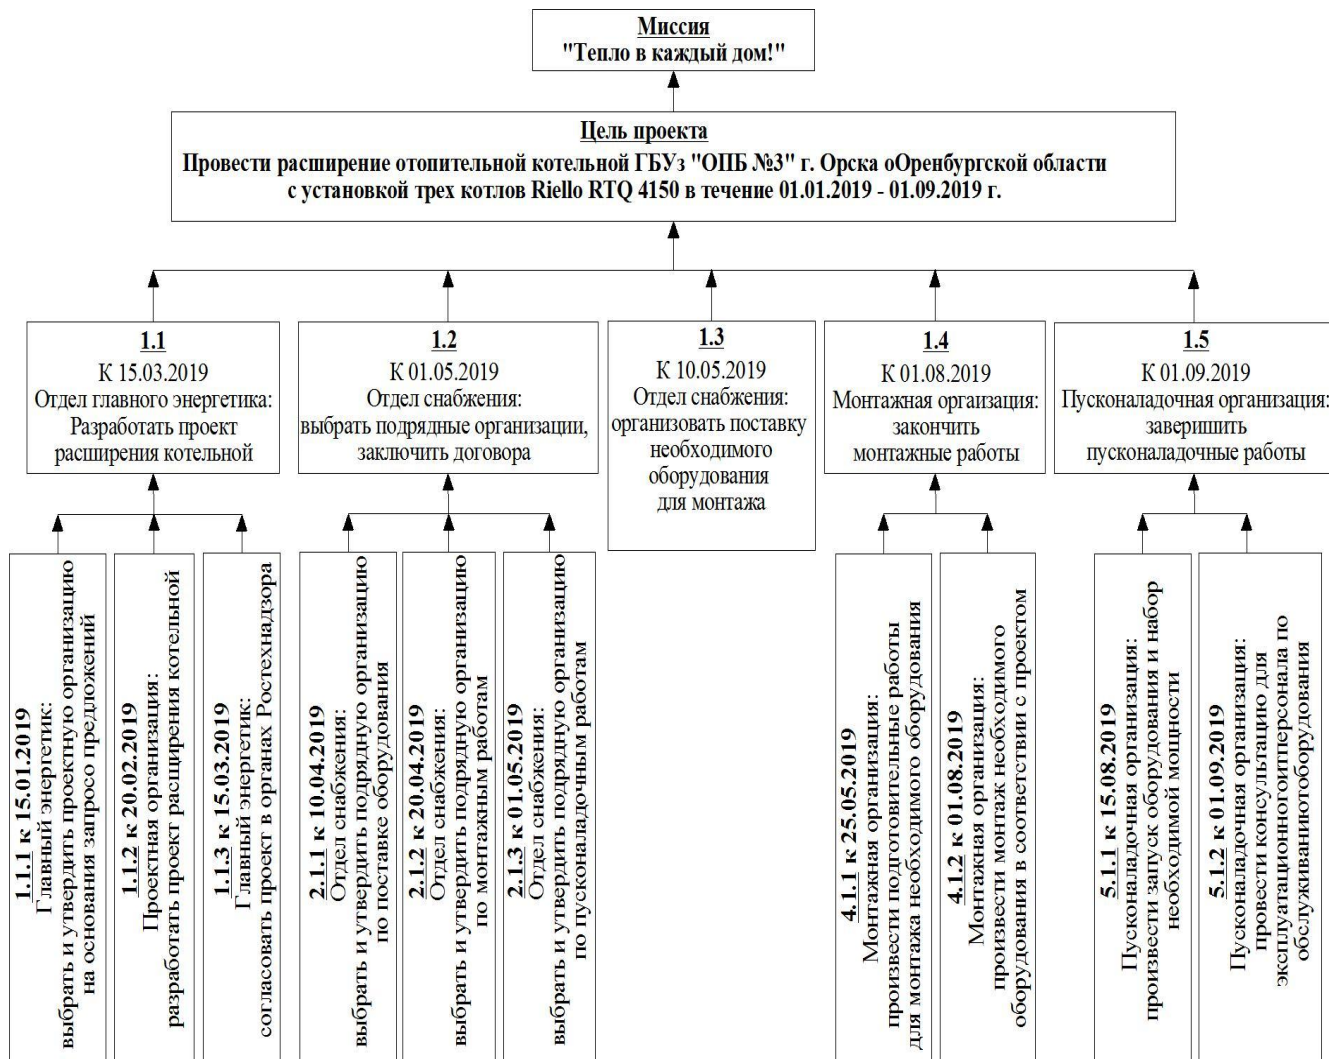 Миссия
"Тепло в каждый дом!"
Цель проекта
Провести расширение отопительной котельной ГБУз "ОПБ №3" г. Орска оОренбургской области
с установкой трех котлов Riello RTQ 4150 в течение 01.01.2019 - 01.09.2019 г.
1.1
К 15.03.2019
Отдел главного энергетика:
Разработать проект
расширения котельной
1.2
К 01.05.2019
Отдел снабжения:
выбрать подрядные организации,
заключить договора
1.3
К 10.05.2019
Отдел снабжения:
организовать поставку
необходимого
оборудования
для монтажа
1.4
К 01.08.2019
Монтажная оргаизация:
закончить
монтажные работы
1.5
К 01.09.2019
Пусконаладочная организация:
завершить
пусконаладочные работы
1.1.1 к 15.01.2019
Главный энергетик:
выбрать и утвердить проектную организацию
на основания запросо предложений
1.1.2 к 20.02.2019
Проектная организация:
разработать проект расщирения котельной
1.1.3 к 15.03.2019
Главный энергетик:
согласовать проект в органах Ростехнадзора
2.1.1 к 10.04.2019
Отдел снабжения:
выбрать и утвердить подрядную организацию
по поставке оборудования
2.1.2 к 20.04.2019
Отдел снабжения:
выбрать и утвердить подрядную организацию
по монтажным работам
2.1.3 к 01.05.2019
Отдел снабжения:
выбрать и утвердить подрядную организацию
по пусконаладочным работам
4.1.1 к 25.05.2019
Монтажная организация:
произвести подготовительные работы
для монтажа необходимого оборудования
4.1.2 к 01.08.2019
Монтажная организация:
произвести монтаж необходимого
оборудования в соответствии с проектом
5.1.1 к 15.08.2019
Пусконаладочная организация:
произвести запуск оборудования и набор
необходимой мощности
5.1.2 к 01.09.2019
Пусконаладочная организация:
провести консультацию для
эксплуатационногоитперсонала по
обслуживаниютоборудования